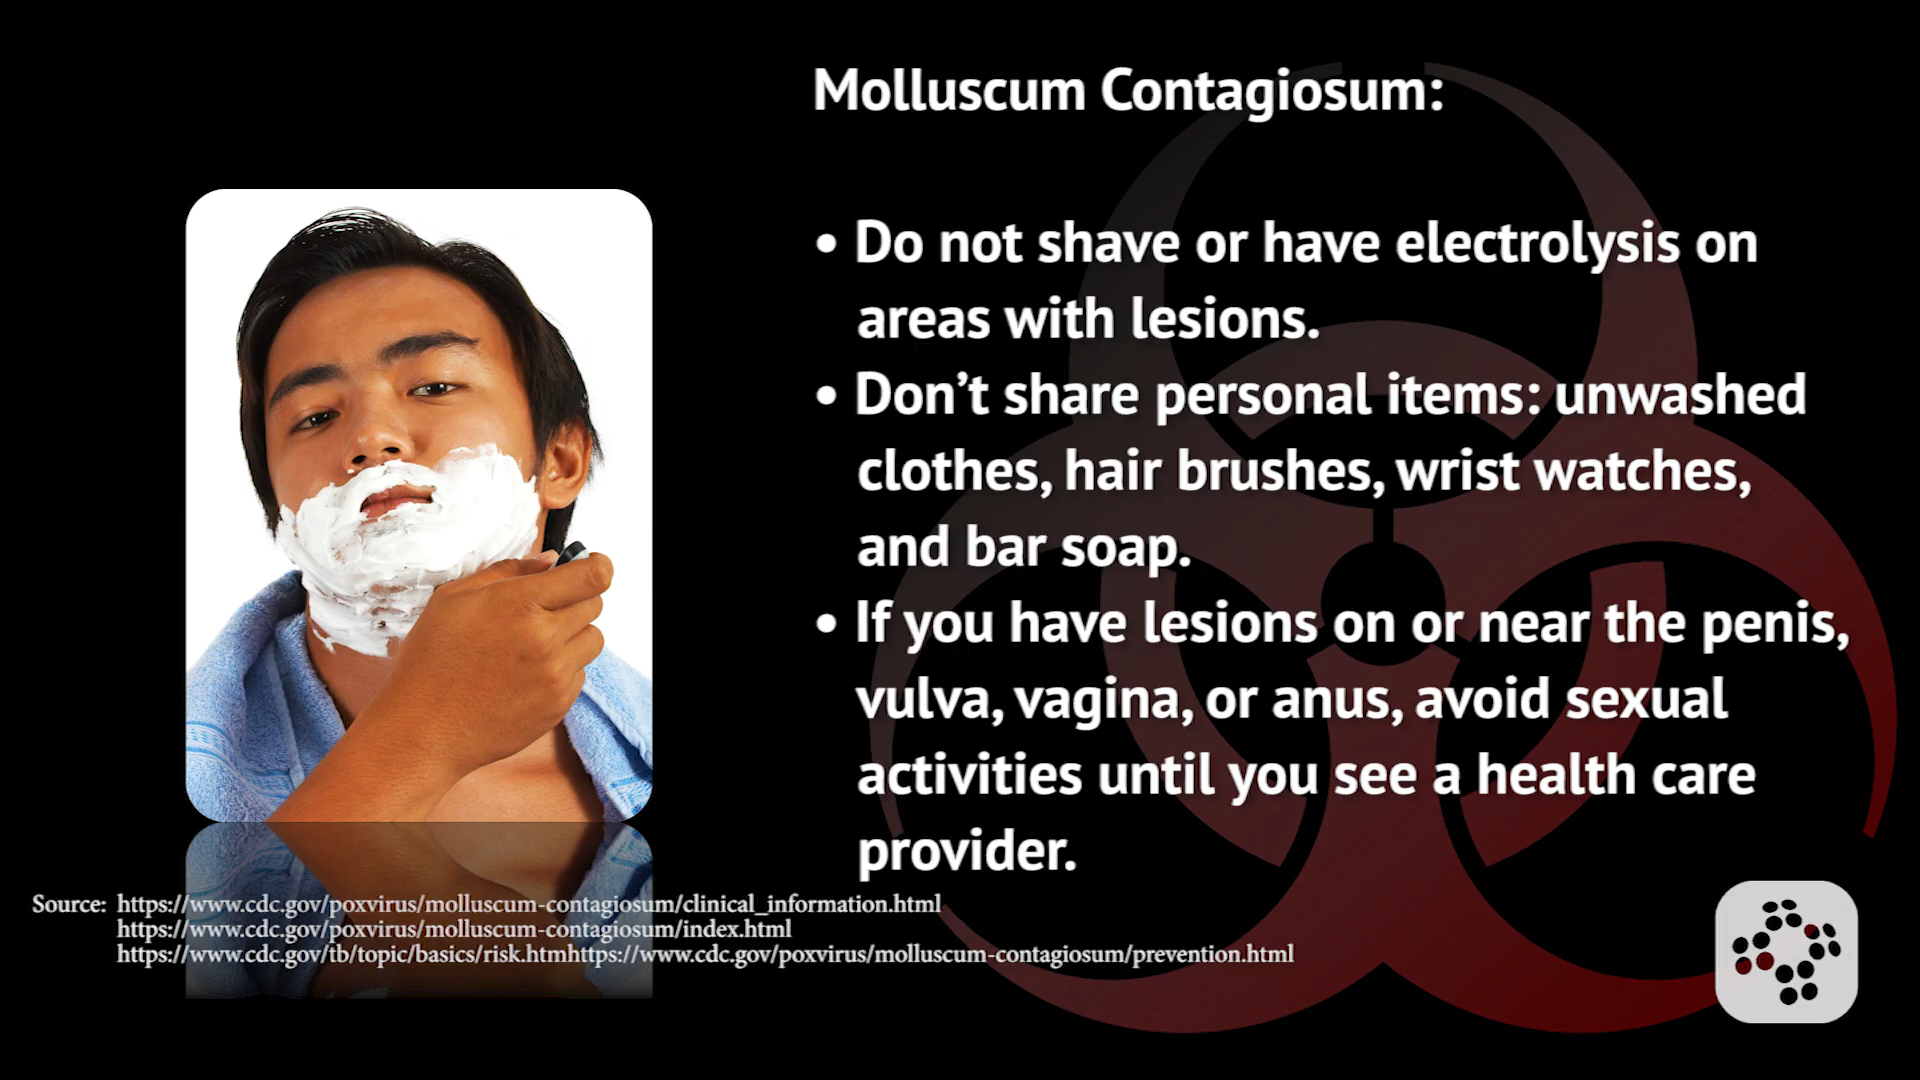 Molluscum Contagiosum:
• Do not shave or have electrolysis on
areas with lesions.
• Don’t share personal items: unwashed
clothes, hair brushes, wrist watches,
and bar soap.
• If you have lesions on or near the penis,
vulva, vagina, or anus, avoid sexual
activities until you see a health care
provider.
Source: https://www.cdc.gov/poxvirus/molluscum-contagiosum/clinical_information.html
https://www.cdc.gov/poxvirus/molluscum-contagiosum/index.html
https://www.cdc.gov/tb/topic/basics/risk.htmhttps://www.cdc.gov/poxvirus/molluscum-contagiosum/prevention.html